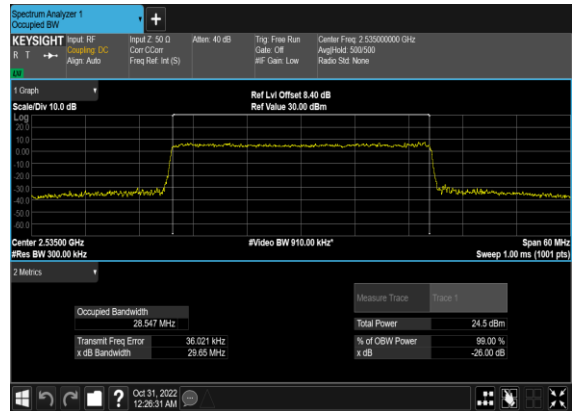 Spectrum Analyzer 1
Occupied BW
+
KEYSIGHT Input: RF Input Z: 50 Ω Atten: 40 dB Trig: Free Run Center Freq: 2.535000000 GHz
R T Coupling: DC Corr CCorr Gate: Off Avg|Hold: 500/500
Align: Auto Freq Ref: Int (S) #IF Gain: Low Radio Std: None
LW
1 Graph
Ref Lvl Offset 8.40 dB
Scale/Div 10.0 dB Ref Value 30.00 dBm
Log
20.0
10.0
0.00
-10.0
-20.0
-30.0
-40.0
-50.0
-60.0
Center 2.53500 GHz #Video BW 910.00 kHz* Span 60 MHz
#Res BW 300.00 kHz Sweep 1.00 ms (1001 pts)
2 Metrics
Measure Trace Trace 1
Occupied Bandwidth
28.547 MHz
Total Power 24.5 dBm
Transmit Freq Error 36.021 kHz % of OBW Power 99.00 %
x dB Bandwidth 29.65 MHz x dB -26.00 dB
? Oct 31, 2022
12:26:31 AM